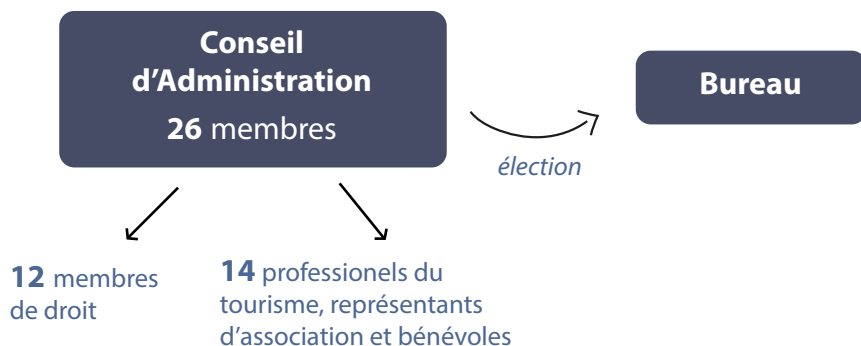 Conseil
d'Administration
26 membres
Bureau
élection
12 membres
de droit
14 professionels du
tourisme, représentants
d'association et bénévoles